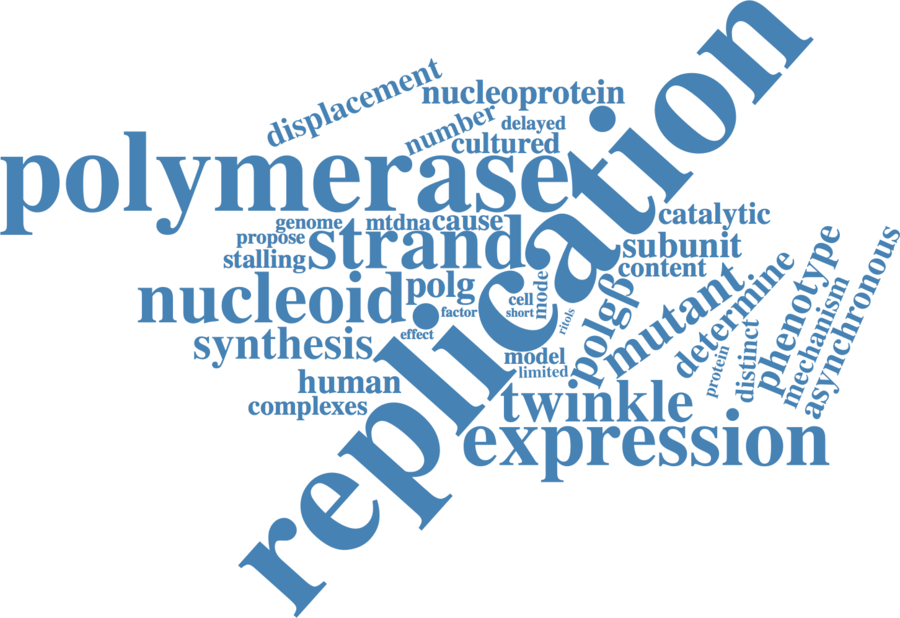 replication
displacement
nucleoprotein
number
delayed
cultured
polymerase
genome
mtdna
cause
propose
strand
catalytic
subunit
stalling
content
nucleoid
polg
factor
cell
short
mode
ritols
polgβ
mutant
determine
phenotype
mechanism
asynchronous
synthesis
effect
model
limited
protein
distinct
human
complexes
twinkle
expression